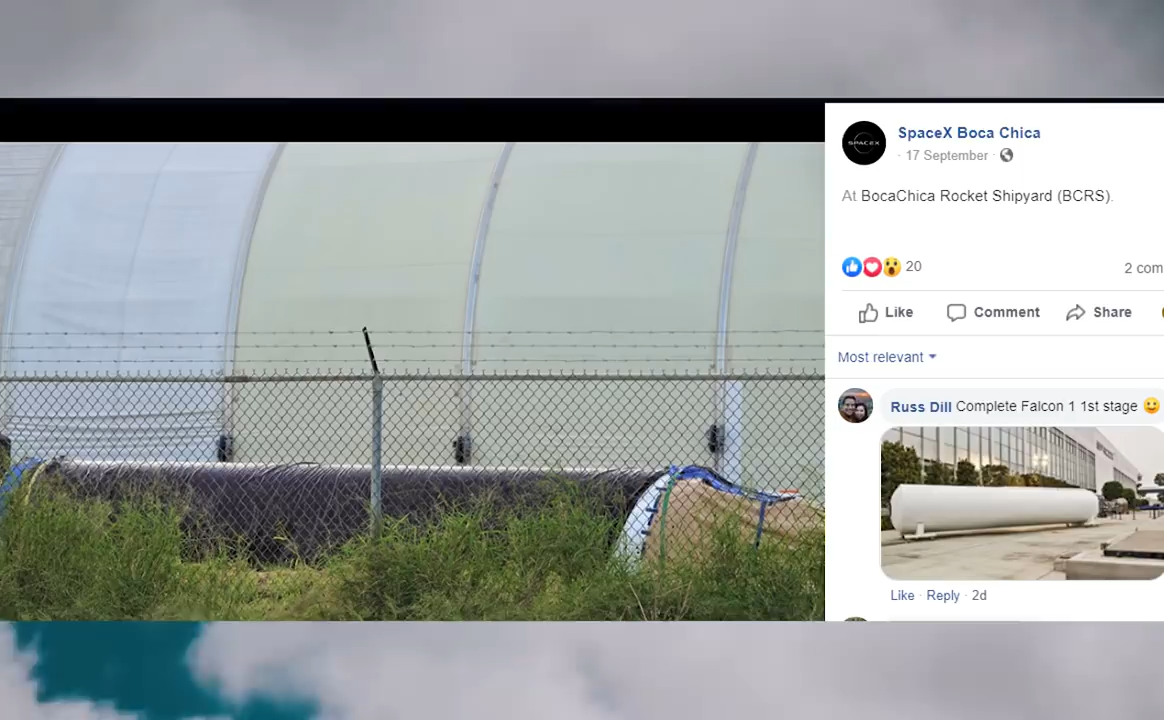 SpaceX Boca Chica
SPACEX
· 17 September ·
At BocaChica Rocket Shipyard (BCRS).
20
2 com
Like
Comment
Share
Most relevant
Russ Dill Complete Falcon 1 1st stage
Like · Reply · 2d